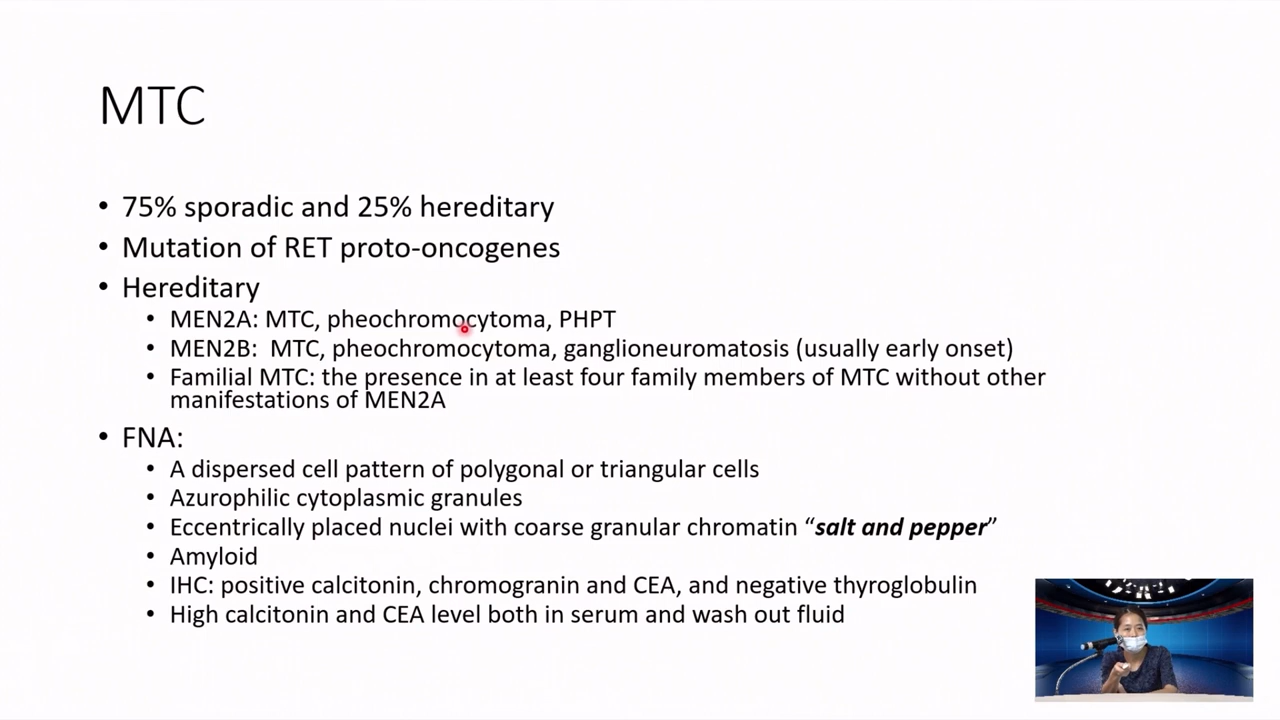 MTC
• 75% sporadic and 25% hereditary
• Mutation of RET proto-oncogenes
• Hereditary
• MEN2A: MTC, pheochromocytoma, PHPT
• MEN2B:  MTC, pheochromocytoma, ganglioneuromatosis (usually early onset)
• Familial MTC: the presence in at least four family members of MTC without other
manifestations of MEN2A
• FNA:
• A dispersed cell pattern of polygonal or triangular cells
• Azurophilic cytoplasmic granules
• Eccentrically placed nuclei with coarse granular chromatin “salt and pepper”
• Amyloid
• IHC: positive calcitonin, chromogranin and CEA, and negative thyroglobulin
• High calcitonin and CEA level both in serum and wash out fluid